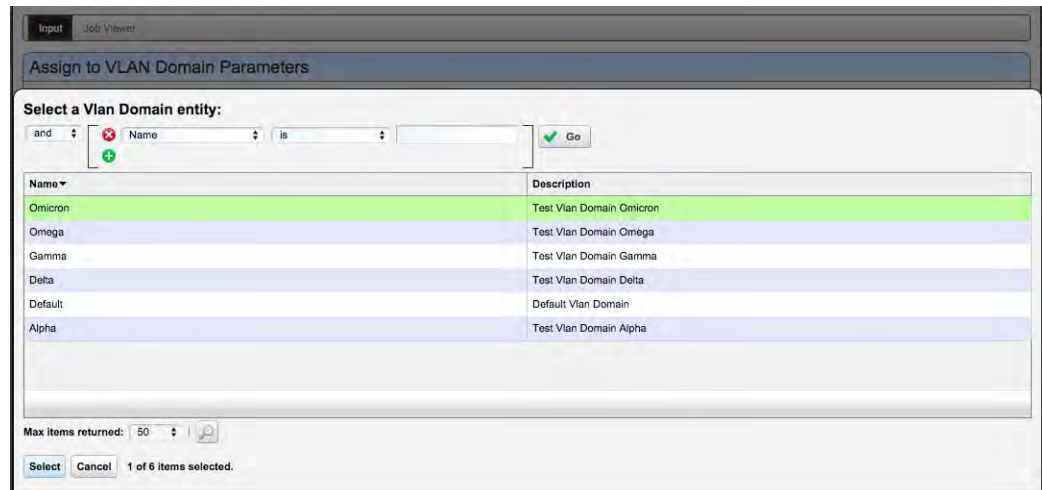 Input Job Viewer
Assign to VLAN Domain Parameters
Select a Vlan Domain entity:
and Name is Go
Name Description
Omicron Test Vlan Domain Omicron
Omega Test Vlan Domain Omega
Gamma Test Vlan Domain Gamma
Delta Test Vlan Domain Delta
Default Default Vlan Domain
Alpha Test Vlan Domain Alpha
Max items returned: 50
Select Cancel 1 of 6 items selected.